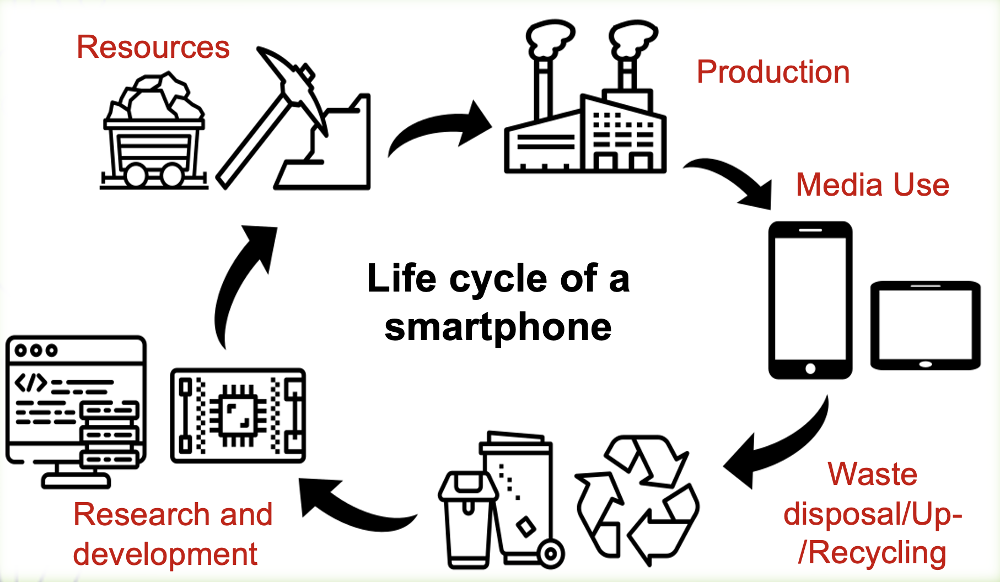 Resources
Production
Media Use
Life cycle of a
smartphone
</>
Waste
disposal/Up-
/Recycling
Research and
development